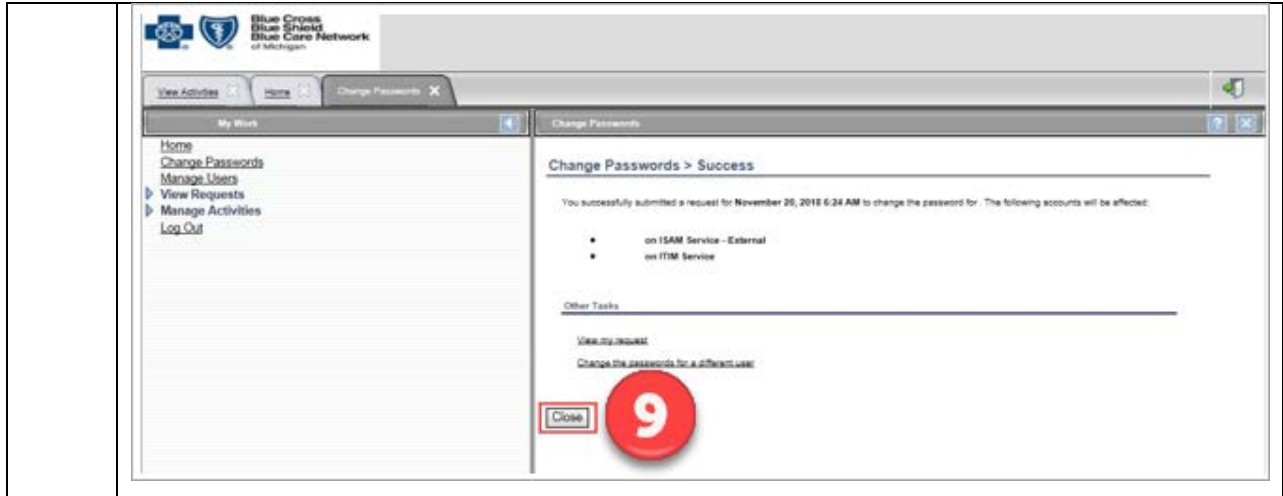 Blue Cross
Blue Shield
Blue Care Network
of Michigan
View Activities
Home
Change Passwords
My Work
Change Passwords
Home
Change Passwords
Manage Users
View Requests
Manage Activities
Log Out
Change Passwords > Success
You successfully submitted a request for November 20, 2018 6:24 AM to change the password for . The following accounts will be affected:
on ISAM Service - External
on ITIM Service
Other Tasks
View my request
Change the passwords for a different user
Close
9